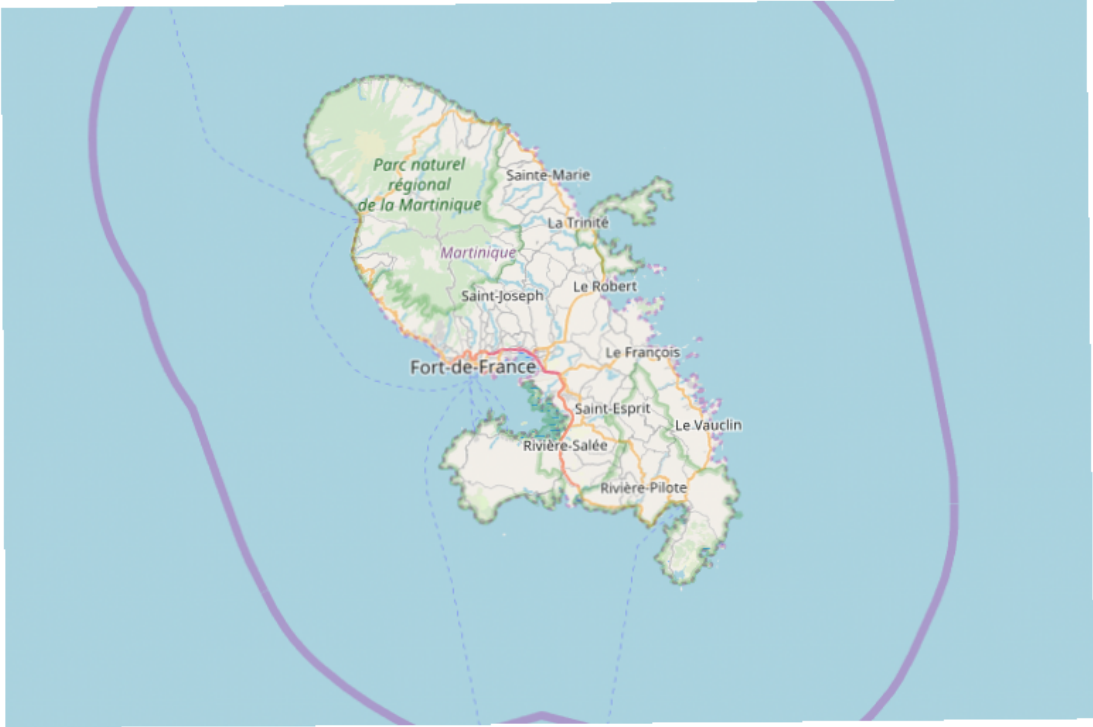 Parc naturel
régional
de la Martinique
Sainte-Marie
La Trinité
Martinique
Le Robert
Saint-Joseph
Le François
Fort-de-France
Saint-Esprit
Le Vauclin
Rivière-Salée
Rivière-Pilote